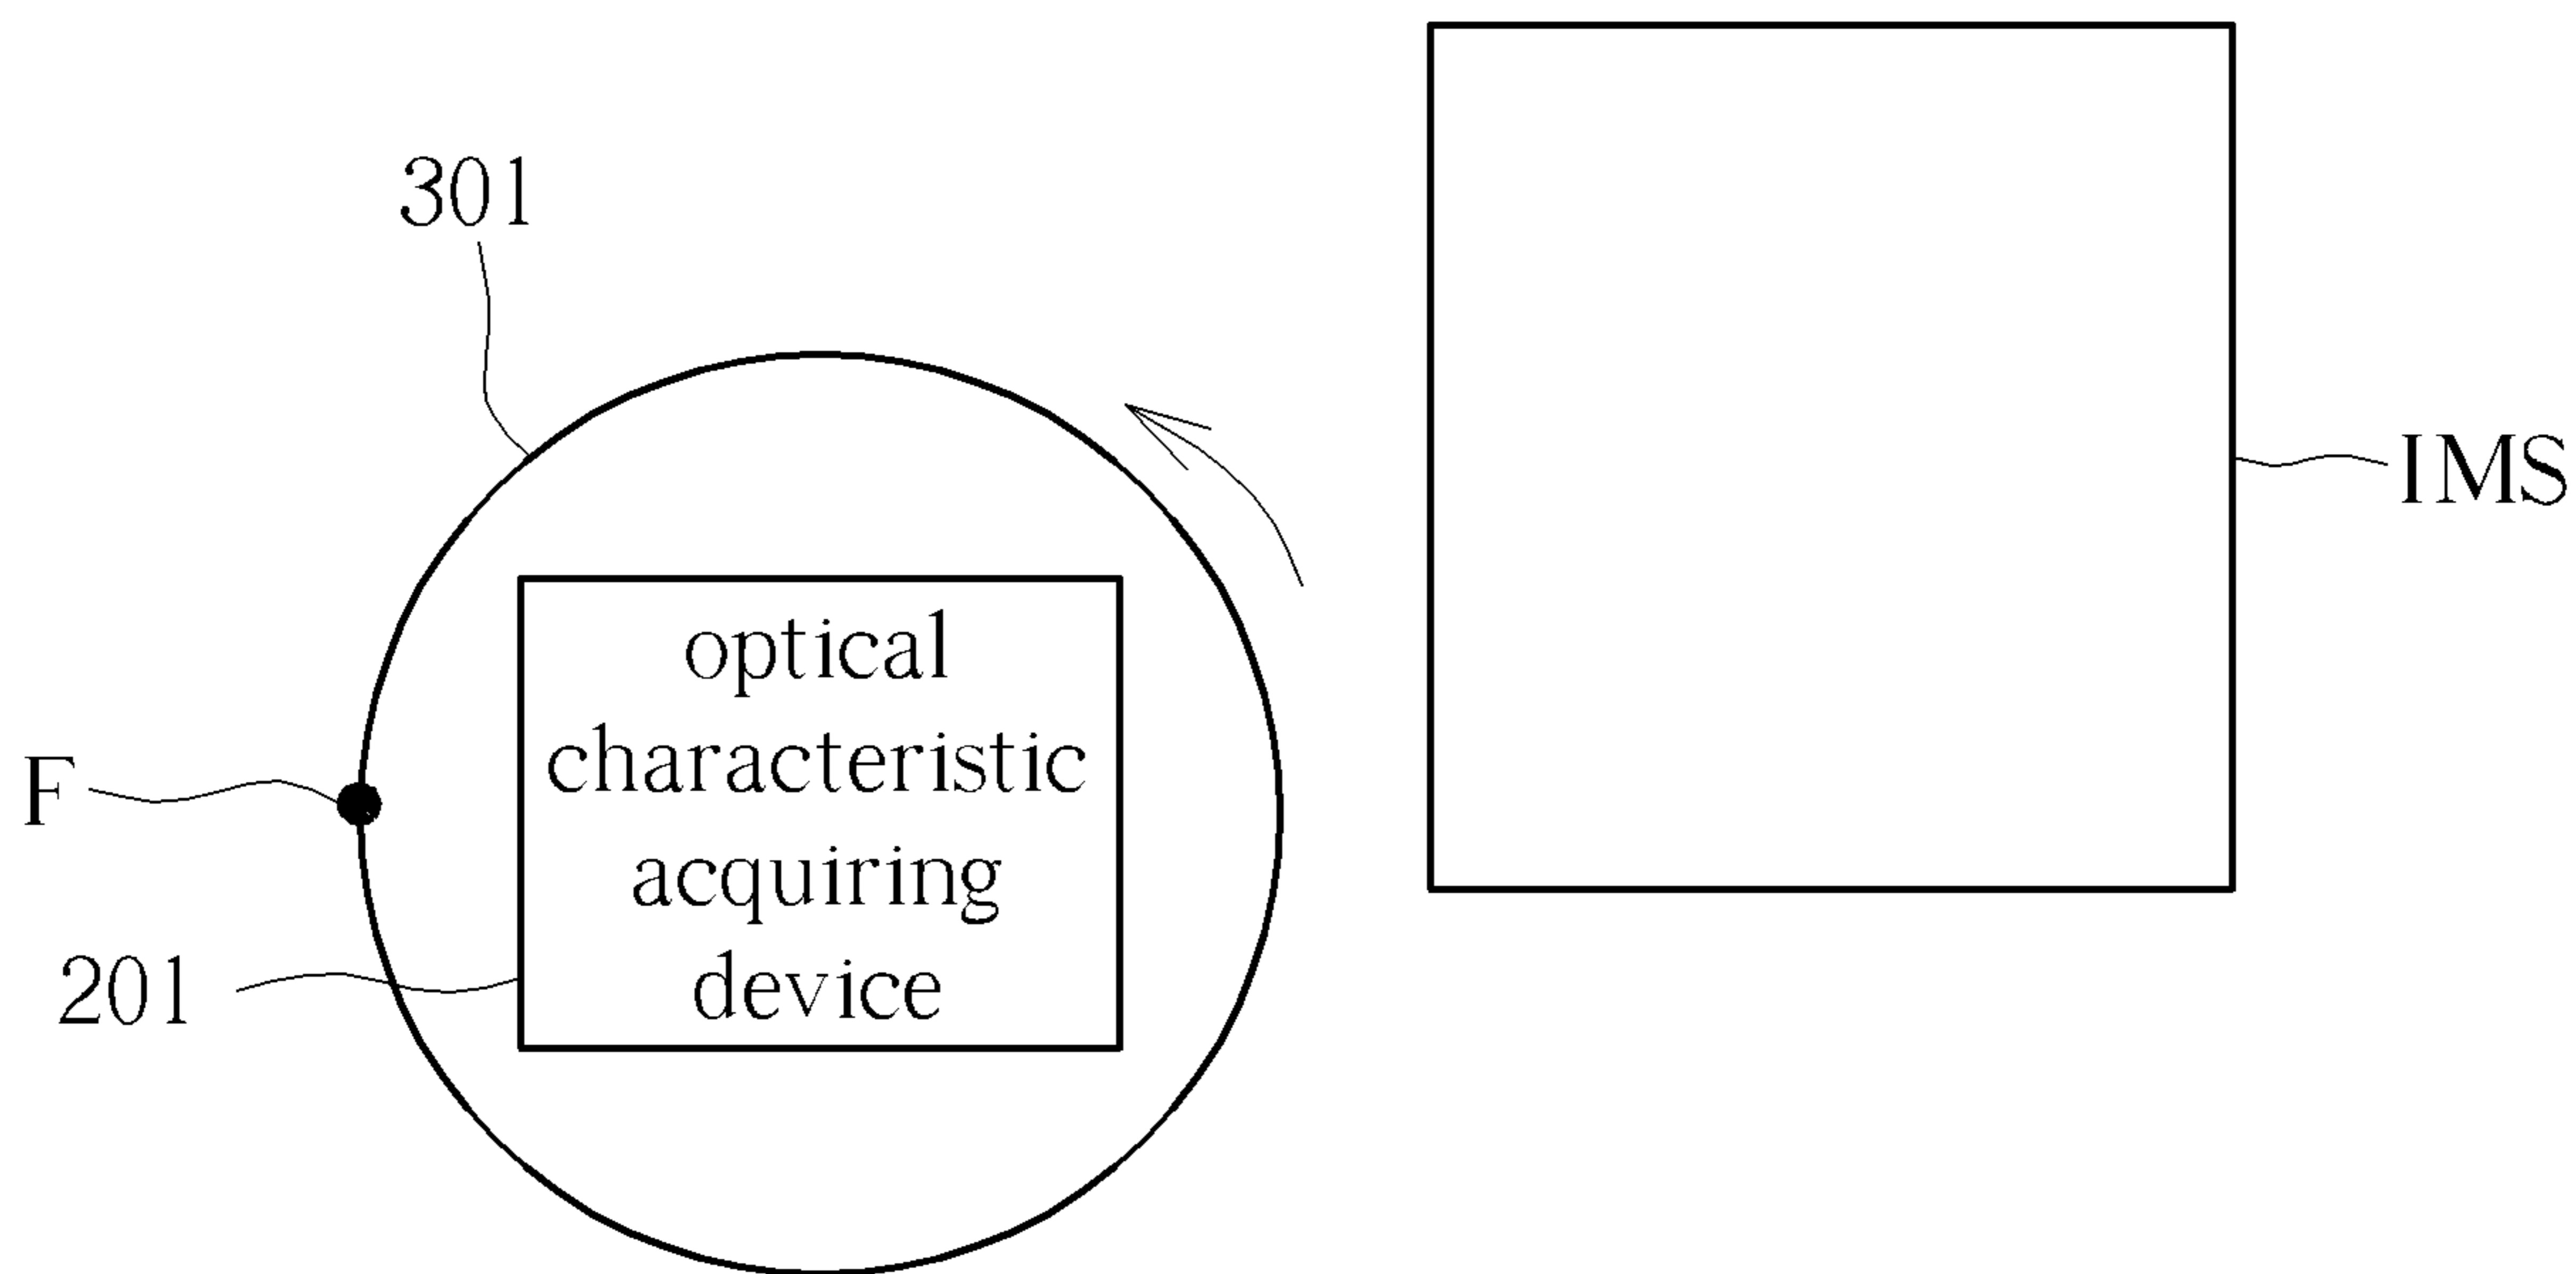 301
IMS
optical
characteristic
acquiring
device
F
201